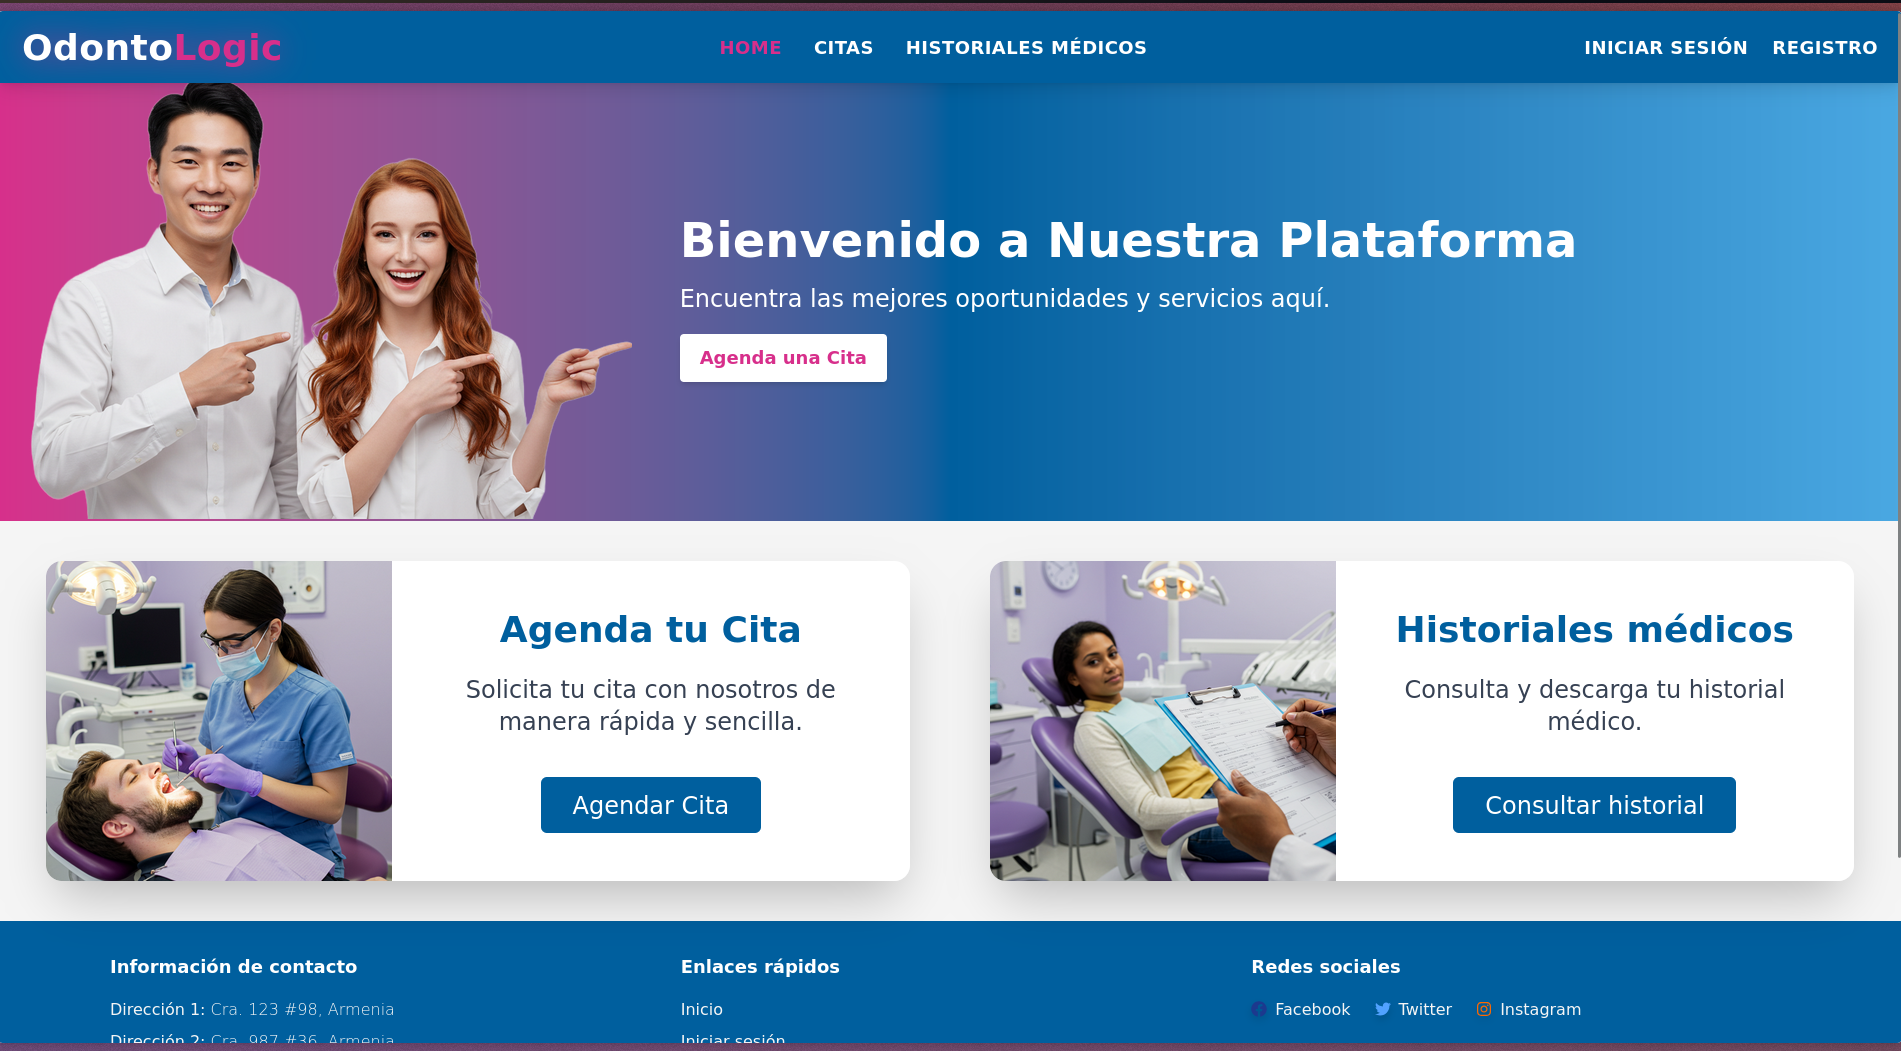 OdontoLogic
HOME CITAS HISTORIALES MÉDICOS
INICIAR SESIÓN REGISTRO
Bienvenido a Nuestra Plataforma
Encuentra las mejores oportunidades y servicios aquí.
Agenda una Cita
Agenda tu Cita
Solicita tu cita con nosotros de
manera rápida y sencilla.
Agendar Cita
Historiales médicos
Consulta y descarga tu historial
médico.
Consultar historial
Información de contacto
Dirección 1: Cra. 123 #98, Armenia
Dirección 2: Cra. 987 #36, Armenia
Enlaces rápidos
Inicio
Iniciar sesión
Redes sociales
Facebook Twitter Instagram